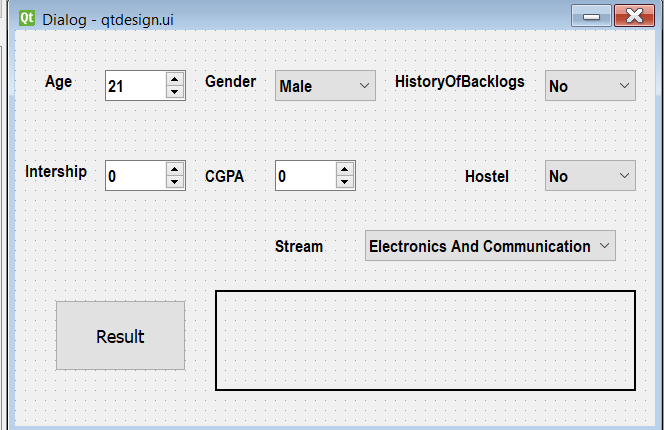 Qt Dialog - qtdesign.ui
Age 21 Gender Male HistoryOfBacklogs No
Intership 0 CGPA 0 Hostel No
Stream Electronics And Communication
Result